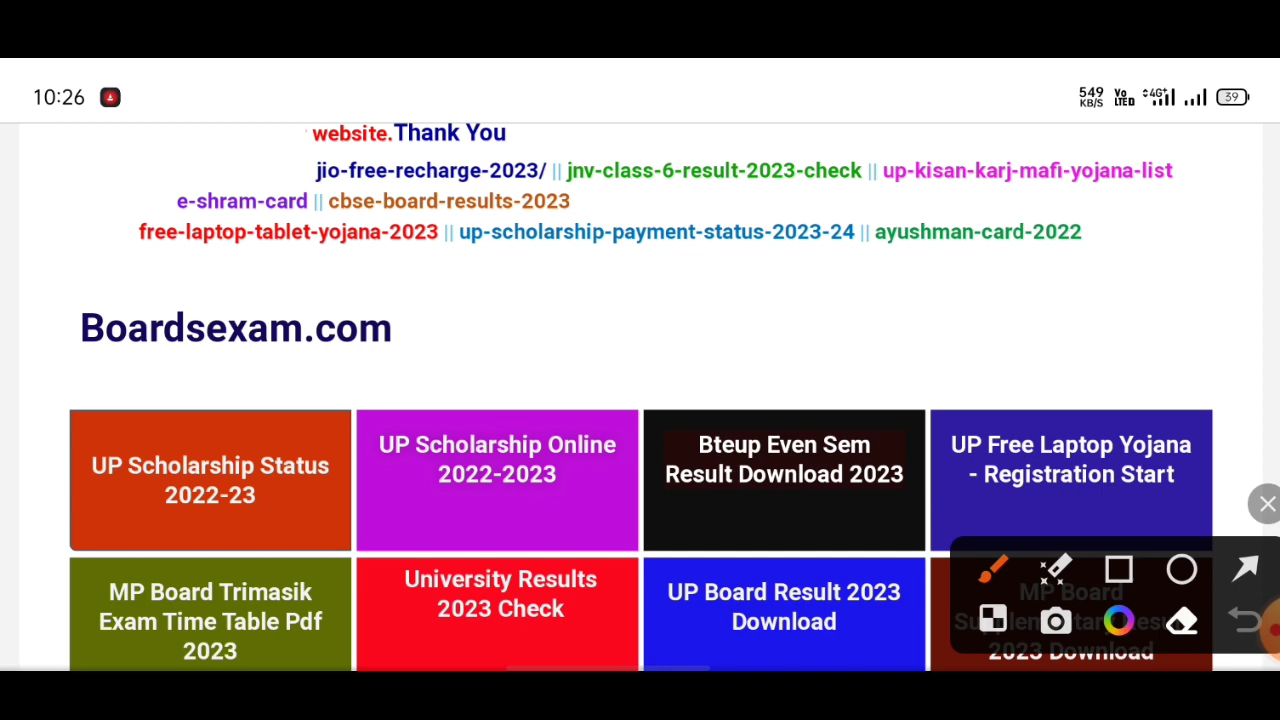 10:26
549
KB/S
Vo
LTE
4G+
39
website.Thank You
jio-free-recharge-2023/ || jnv-class-6-result-2023-check || up-kisan-karj-mafi-yojana-list
e-shram-card || cbse-board-results-2023
free-laptop-tablet-yojana-2023 || up-scholarship-payment-status-2023-24 || ayushman-card-2022
Boardsexam.com
UP Scholarship Status
2022-23
UP Scholarship Online
2022-2023
Bteup Even Sem
Result Download 2023
UP Free Laptop Yojana
- Registration Start
MP Board Trimasik
Exam Time Table Pdf
2023
University Results
2023 Check
UP Board Result 2023
Download
MP Board
2023 Download